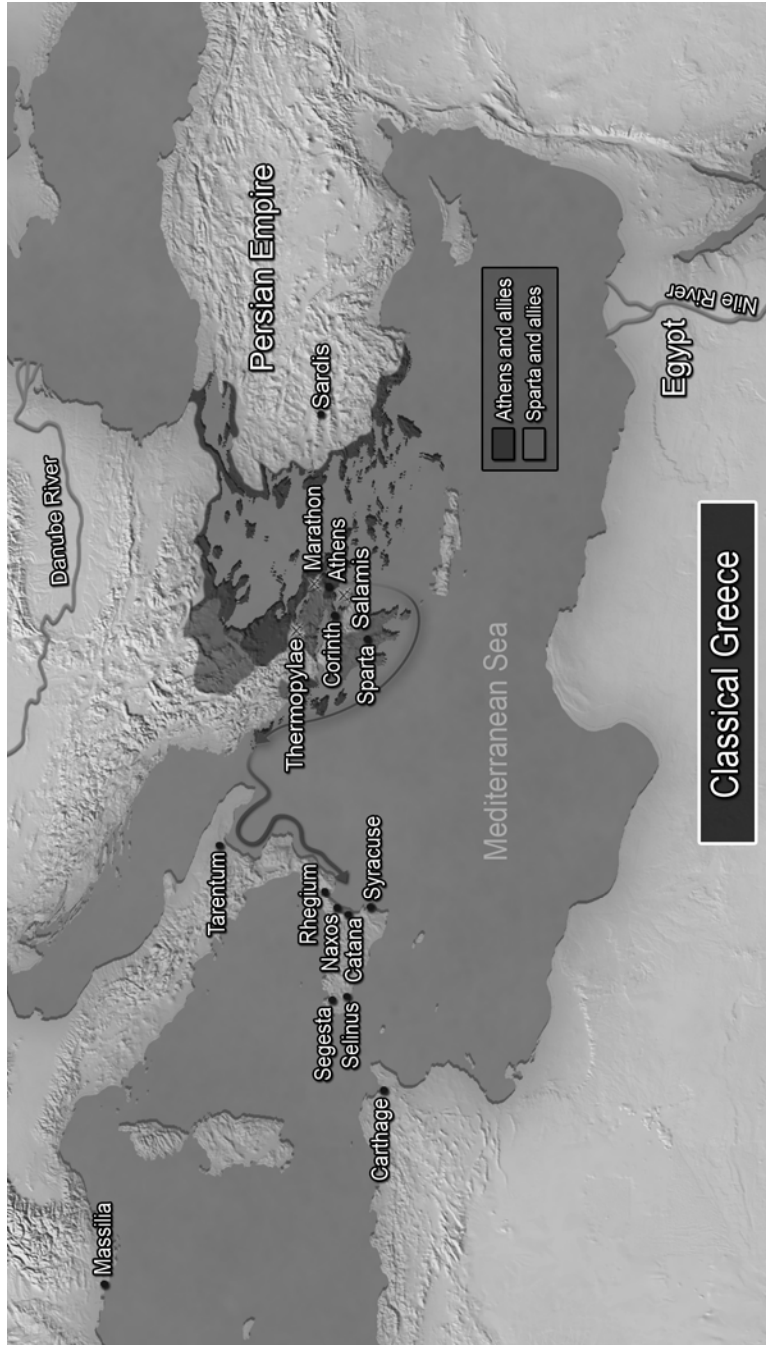 Danube River
Persian Empire
Sardis
Marathon
Athens
Salamis
Thermopylae
Corinth
Sparta
Tarentum
Rhegium
Naxos
Catana
Syracuse
Segesta
Selinus
Carthage
Massilia
Mediterranean Sea
Athens and allies
Sparta and allies
Egypt
Nile River
Classical Greece